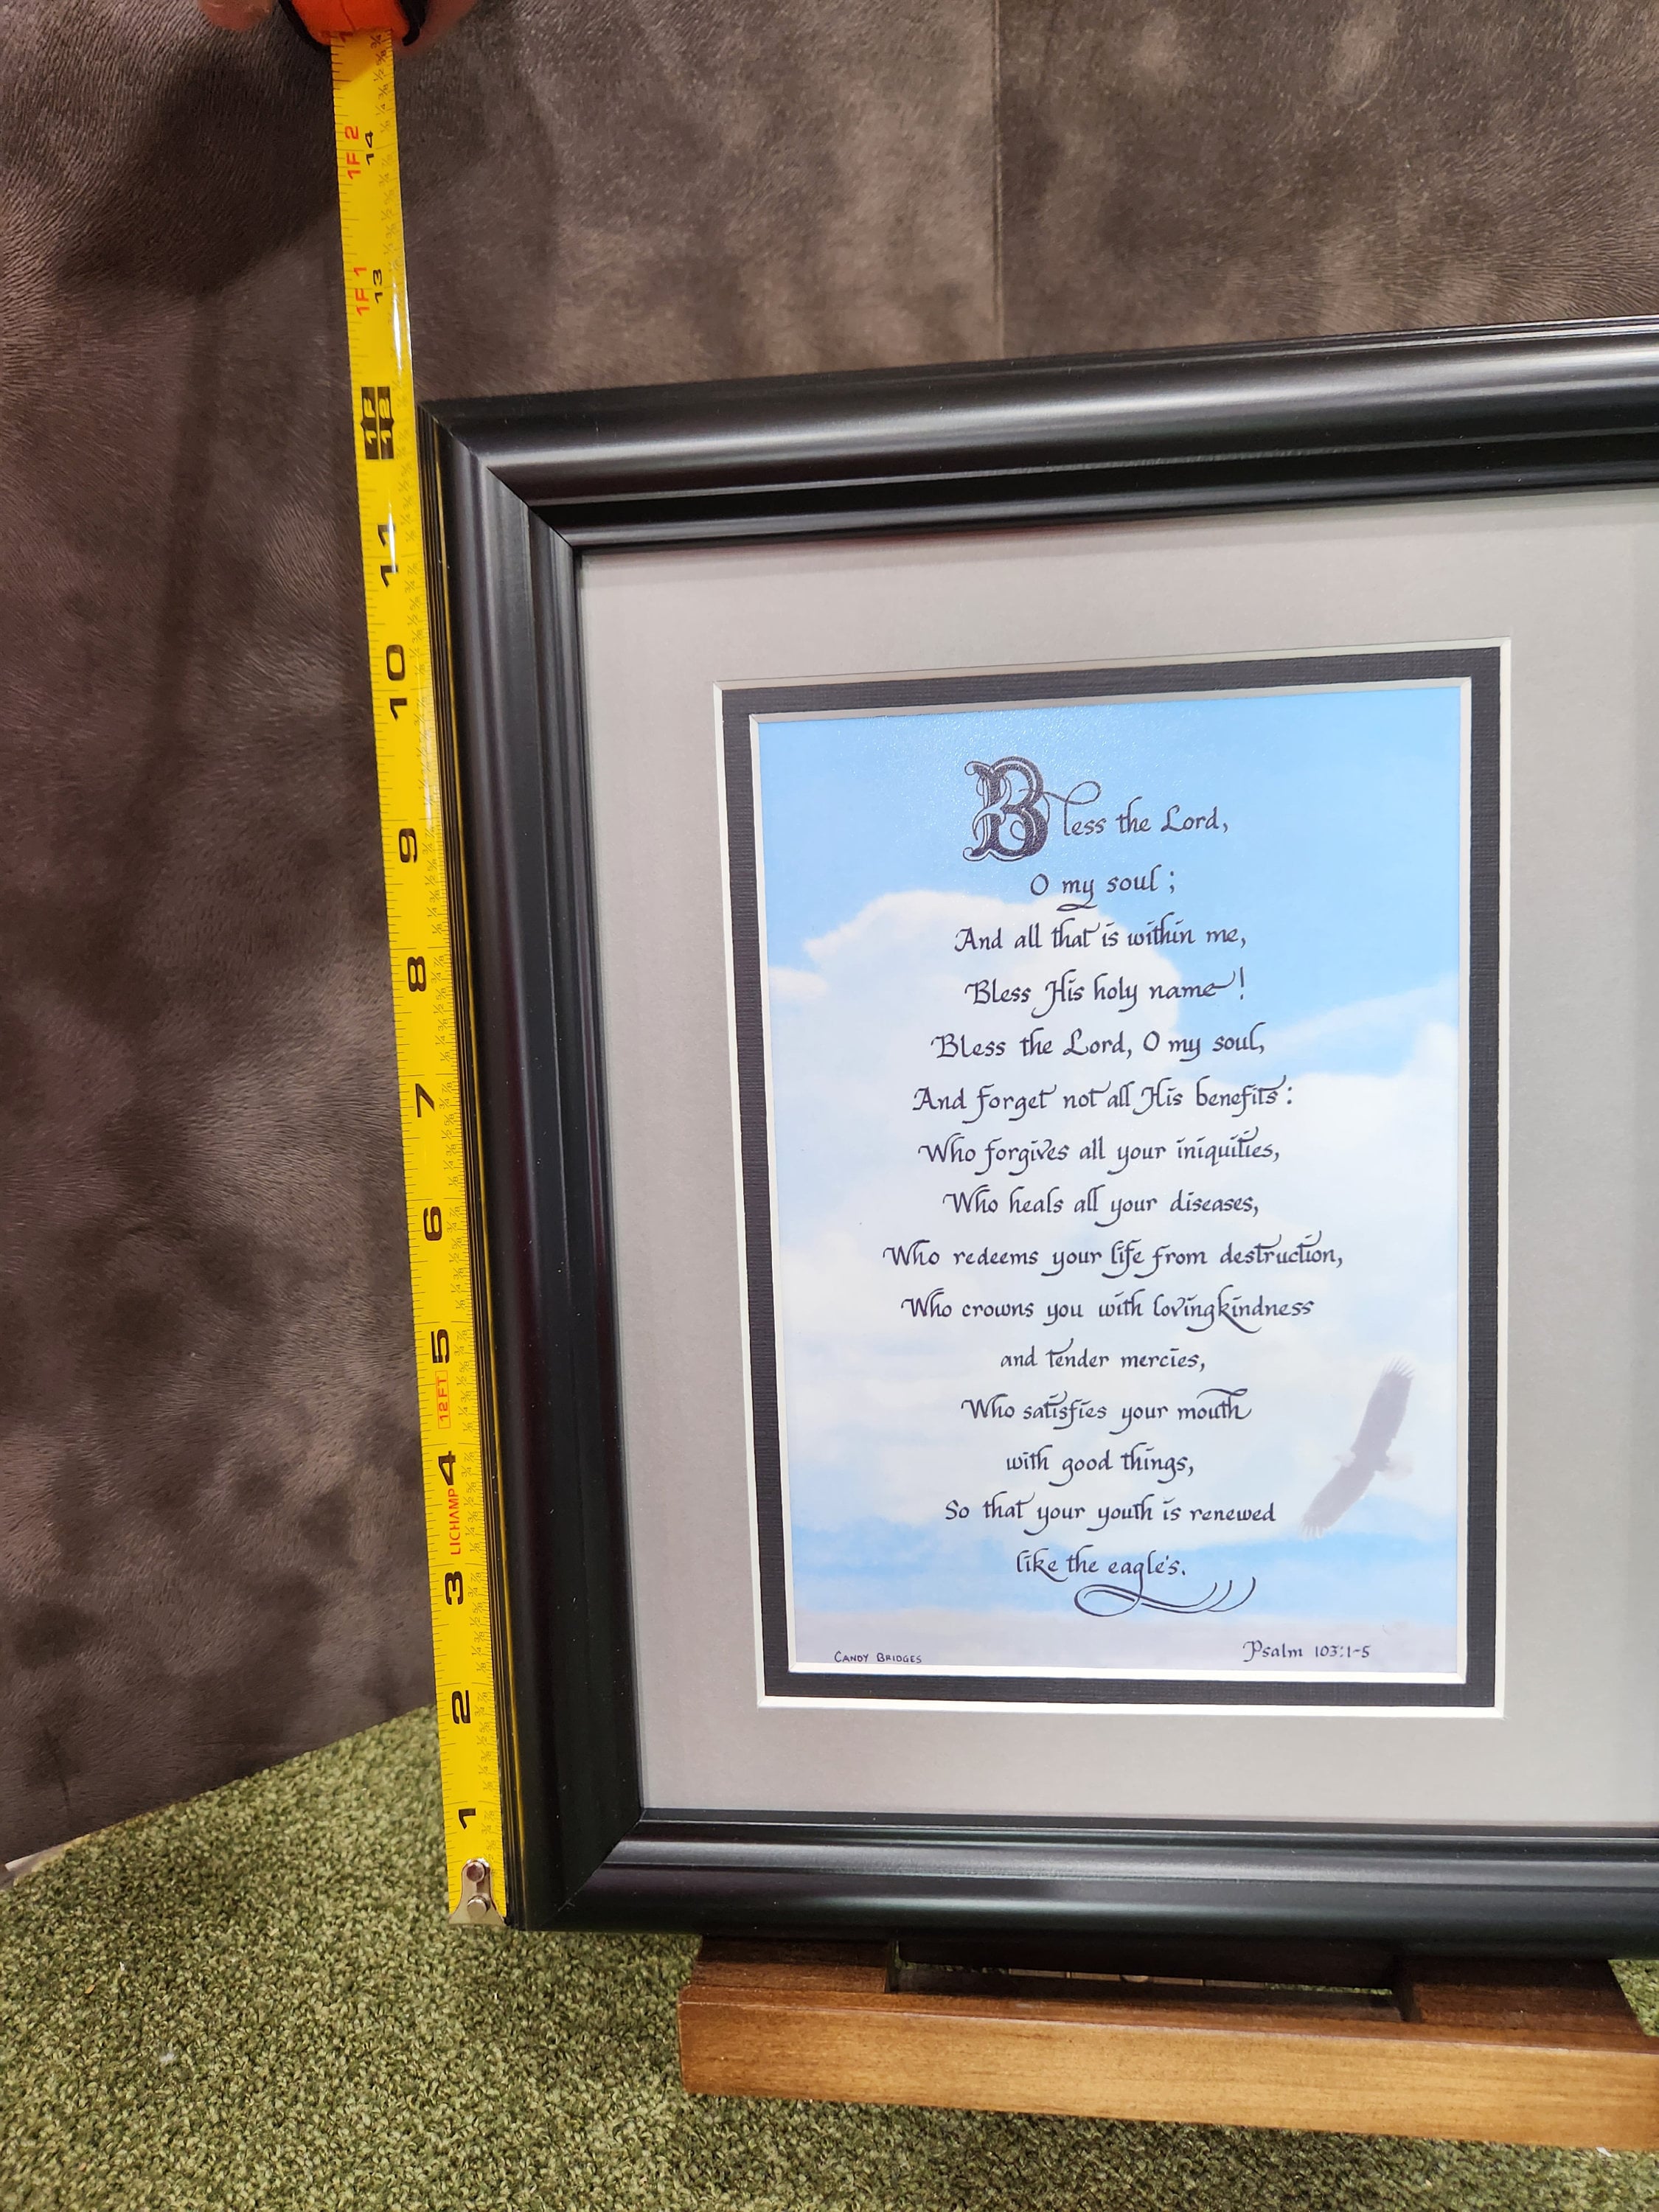 1F 2
14
1F 1
13
1F
12
11
10
9
8
7
6
5
12 FT
4
LICHAMP
3
2
1
Bless the Lord,
O my soul;
And all that is within me,
Bless His holy name!
Bless the Lord, O my soul,
And forget not all His benefits:
Who forgives all your iniquities,
Who heals all your diseases,
Who redeems your life from destruction,
Who crowns you with lovingkindness
and tender mercies,
Who satisfies your mouth
with good things,
So that your youth is renewed
like the eagle's.
Candy Bridges
Psalm 103:1-5